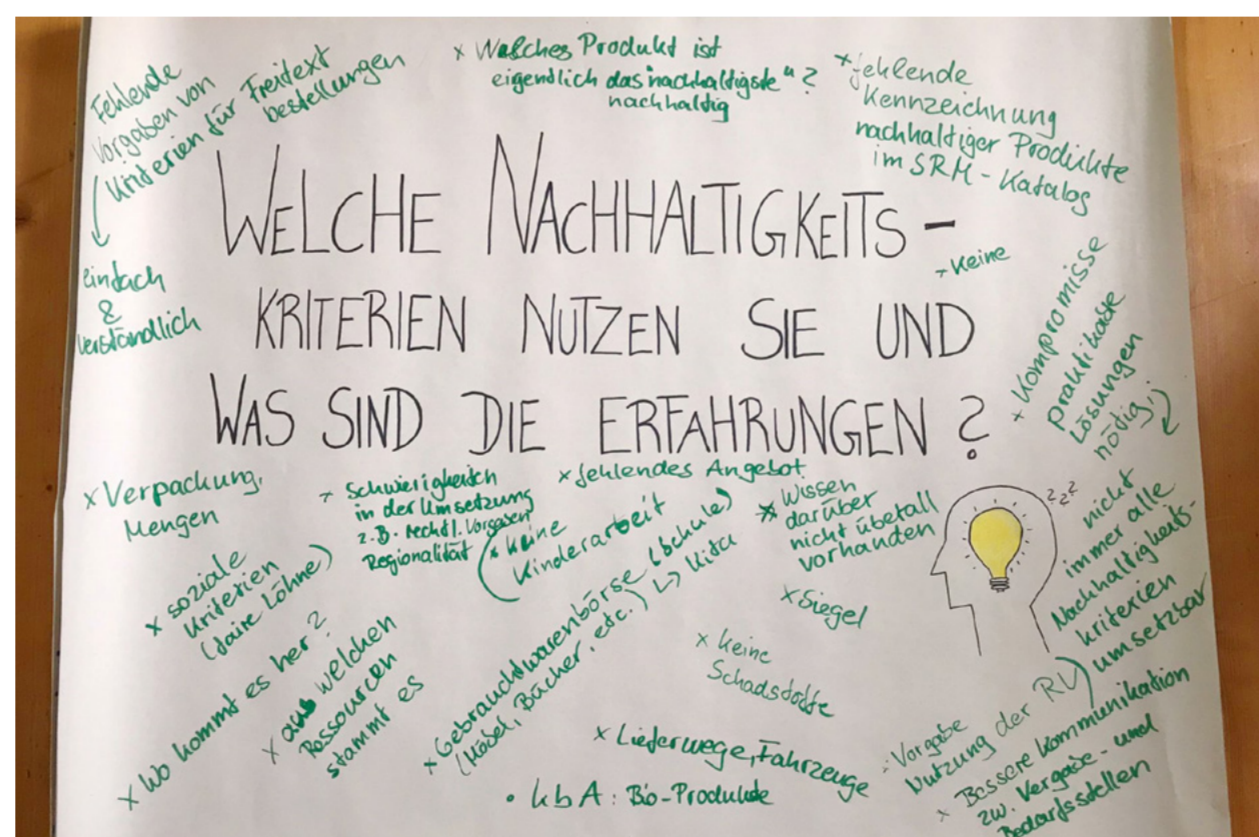 Fehlende
Vorgaben von
Kriterien für Freitext
bestellungen
einfach
&
verständlich
x Welches Produkt ist
eigentlich das "nachhaltigste" ?
nachhaltig
x fehlende
Kennzeichnung
nachhaltiger Produkte
im SRM - Katalog
WELCHE NACHHALTIGKEITS -
KRITERIEN NUTZEN SIE UND
WAS SIND DIE ERFAHRUNGEN ?
+ Keine
+ Kompromisse
praktikable
Lösungen
nötig,
nicht
immer alle
Nachhaltigkeits-
kriterien
umsetzbar
x Verpackung,
Mengen
+ Schwierigkeiten
in der Umsetzung
z.B. rechtl. Vorgaben
Regionalität
x fehlendes Angebot
(x keine
Kinderarbeit
x Wissen
darüber
nicht überall
vorhanden
zzz
x soziale
Kriterien
(faire Löhne)
x Siegel
x Wo kommt es her ?
x aus welchen
Ressourcen
stammt es
x Gebrauchtwarenbörse (Schule)
(Möbel, Bücher, etc.) ↳ Kita
x keine
Schadstoffe
x Lieferwege, Fahrzeuge
• kbA : Bio-Produkte
- Vorgabe
Nutzung der RV)
x Bessere Kommunikation
zw. Vergabe - und
Bedarfsstellen